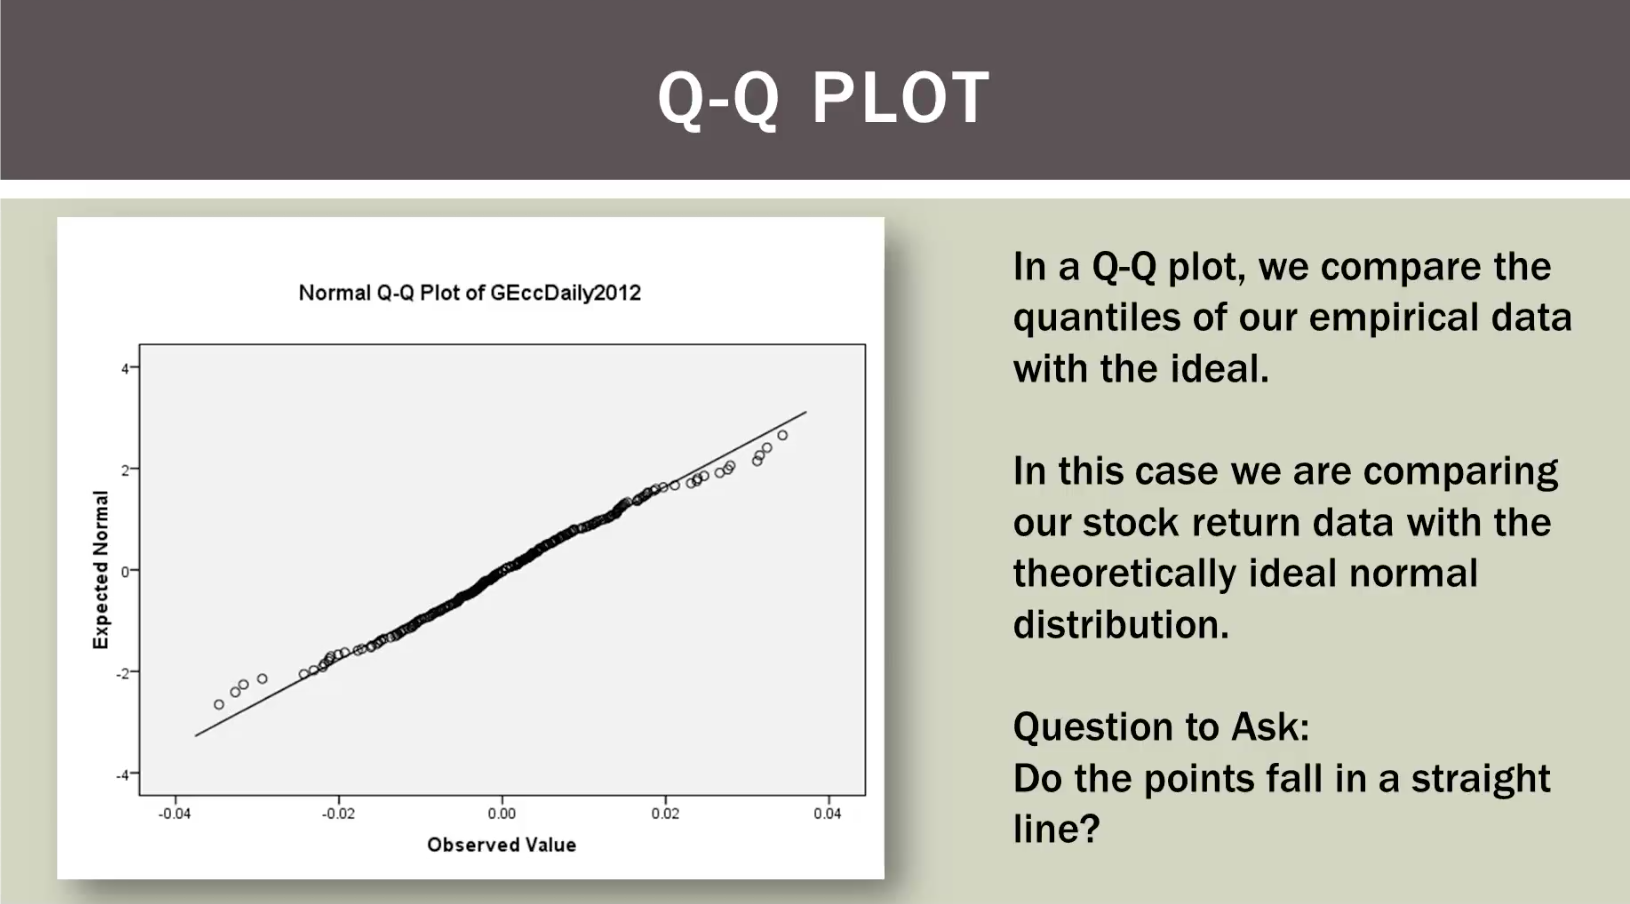 Q-Q PLOT
Normal Q-Q Plot of GEccDaily2012
Expected Normal
4
2
0
-2
-4
-0.04 -0.02 0.00 0.02 0.04
Observed Value
In a Q-Q plot, we compare the
quantiles of our empirical data
with the ideal.
In this case we are comparing
our stock return data with the
theoretically ideal normal
distribution.
Question to Ask:
Do the points fall in a straight
line?